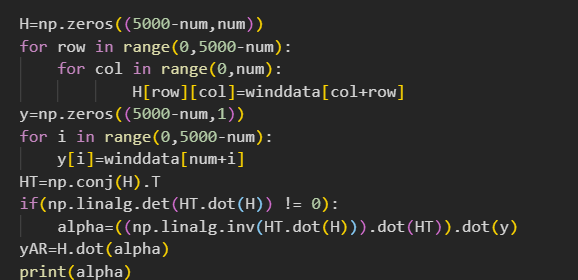 H=np.zeros((5000-num,num))
for row in range(0,5000-num):
    for col in range(0,num):
            H[row][col]=winddata[col+row]
y=np.zeros((5000-num,1))
for i in range(0,5000-num):
    y[i]=winddata[num+i]
HT=np.conj(H).T
if(np.linalg.det(HT.dot(H)) != 0):
    alpha=((np.linalg.inv(HT.dot(H))).dot(HT)).dot(y)
yAR=H.dot(alpha)
print(alpha)